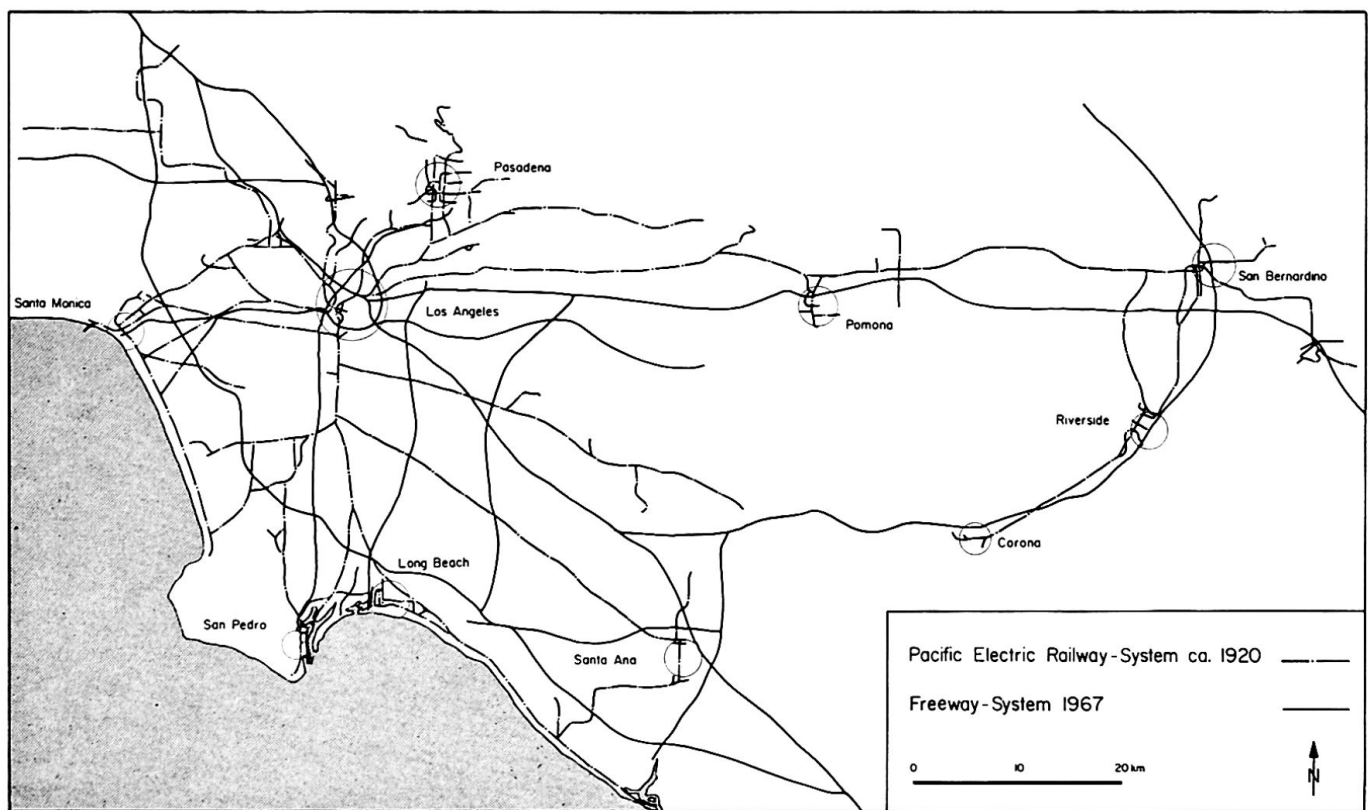 Pasadena
San Bernardino
Santa Monica
Los Angeles
Pomona
Riverside
Corona
Long Beach
San Pedro
Santa Ana
Pacific Electric Railway-System ca. 1920
Freeway-System 1967
0 10 20 km
N